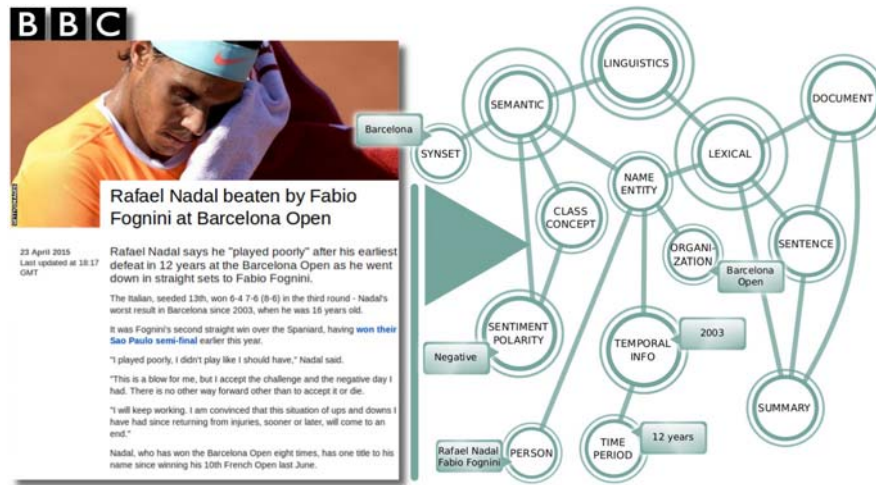 BBC
GETTY IMAGES
Rafael Nadal beaten by Fabio
Fognini at Barcelona Open
23 April 2015
Last updated at 18:17
GMT
Rafael Nadal says he "played poorly" after his earliest
defeat in 12 years at the Barcelona Open as he went
down in straight sets to Fabio Fognini.
The Italian, seeded 13th, won 6-4 7-6 (8-6) in the third round - Nadal's
worst result in Barcelona since 2003, when he was 16 years old.
It was Fognini's second straight win over the Spaniard, having won their
Sao Paulo semi-final earlier this year.
"I played poorly, I didn't play like I should have," Nadal said.
"This is a blow for me, but I accept the challenge and the negative day I
had. There is no other way forward other than to accept it or die.
"I will keep working. I am convinced that this situation of ups and downs I
have had since returning from injuries, sooner or later, will come to an
end."
Nadal, who has won the Barcelona Open eight times, has one title to his
name since winning his 10th French Open last June.
LINGUISTICS
SEMANTIC
DOCUMENT
Barcelona
SYNSET
LEXICAL
NAME
ENTITY
CLASS
CONCEPT
ORGANI-
ZATION
SENTENCE
Barcelona
Open
SENTIMENT
POLARITY
Negative
TEMPORAL
INFO
2003
SUMMARY
Rafael Nadal
Fabio Fognini
PERSON
TIME
PERIOD
12 years